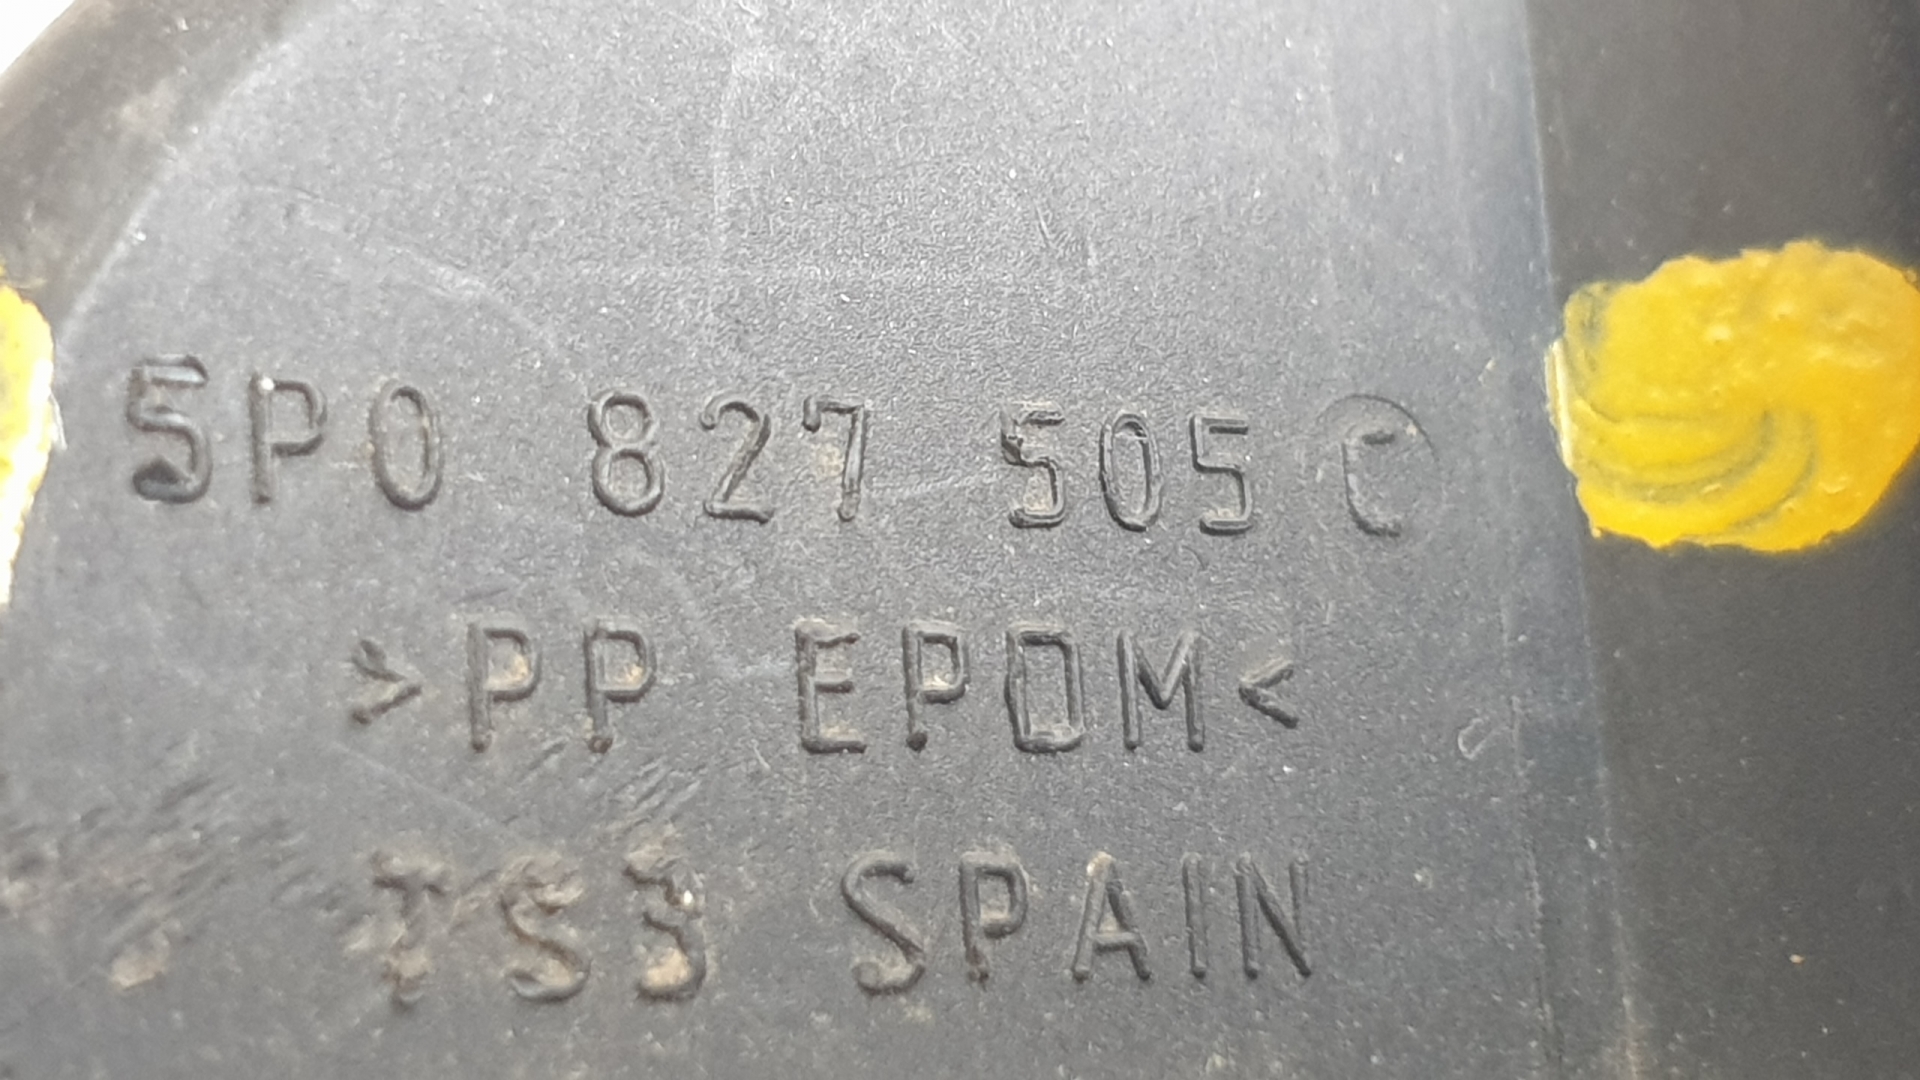 5P0 827 505 C
>PP EPDM<
TS3 SPAIN